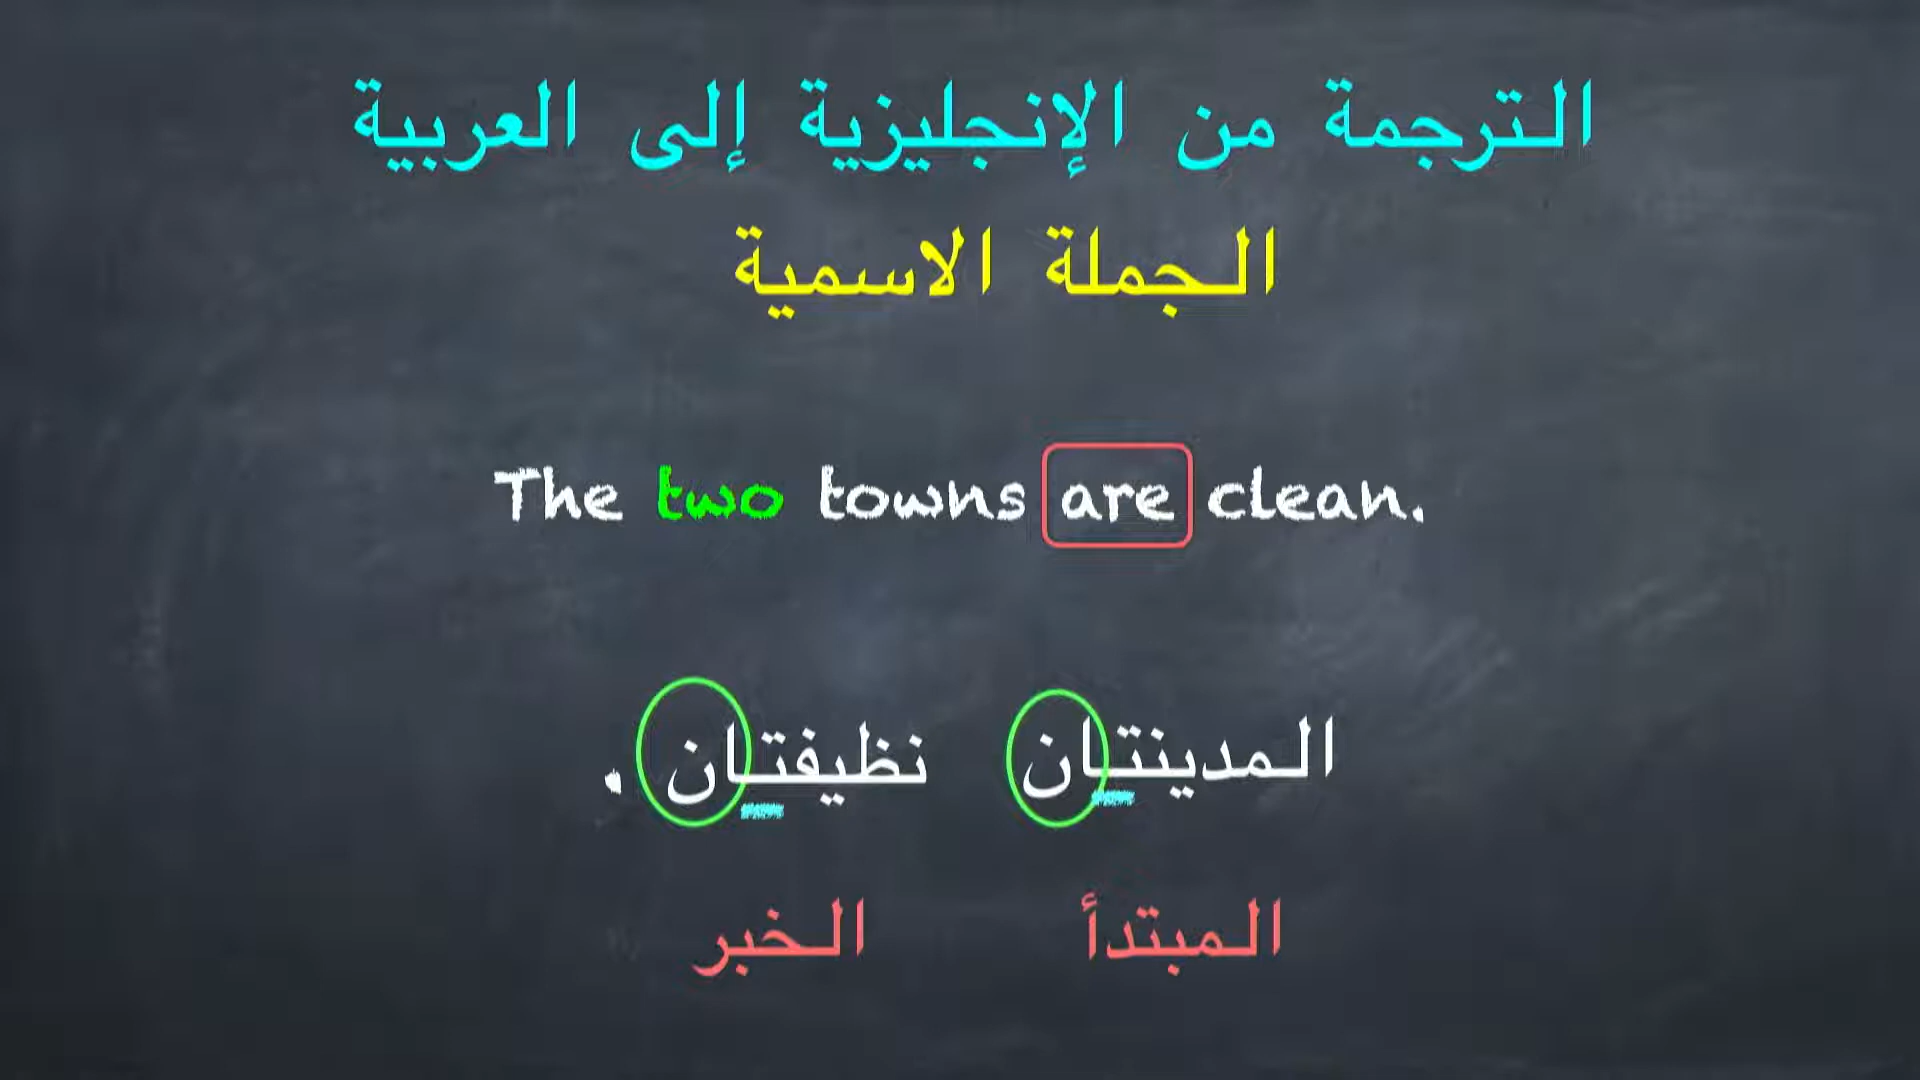 الترجمة من الإنجليزية إلى العربية
الجملة الاسمية
The two towns are clean.
المدينتان نظيفتان .
المبتدأ الخبر